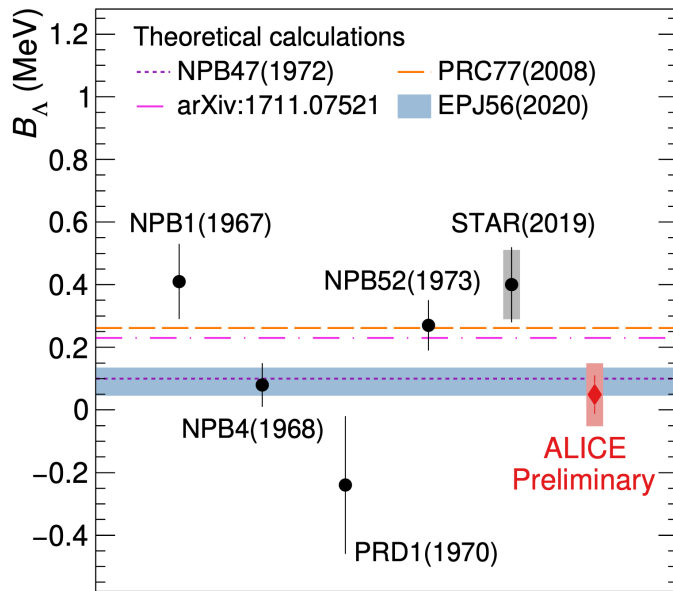 B_Λ (MeV)
1.2
1
0.8
0.6
0.4
0.2
0
−0.2
−0.4
Theoretical calculations
NPB47(1972)
PRC77(2008)
arXiv:1711.07521
EPJ56(2020)
NPB1(1967)
STAR(2019)
NPB52(1973)
NPB4(1968)
ALICE
Preliminary
PRD1(1970)